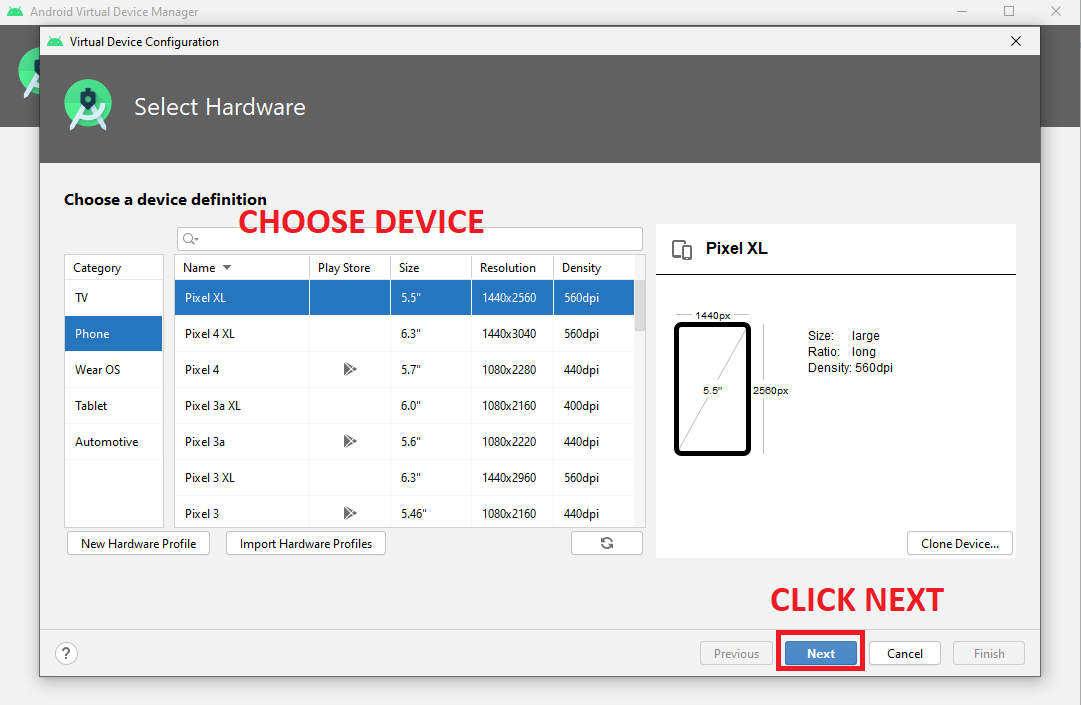 Android Virtual Device Manager
Virtual Device Configuration
Select Hardware
Choose a device definition
CHOOSE DEVICE
Category
TV
Phone
Wear OS
Tablet
Automotive
Name Play Store Size Resolution Density
Pixel XL 5.5" 1440x2560 560dpi
Pixel 4 XL 6.3" 1440x3040 560dpi
Pixel 4 5.7" 1080x2280 440dpi
Pixel 3a XL 6.0" 1080x2160 400dpi
Pixel 3a 5.6" 1080x2220 440dpi
Pixel 3 XL 6.3" 1440x2960 560dpi
Pixel 3 5.46" 1080x2160 440dpi
New Hardware Profile Import Hardware Profiles
Pixel XL
1440px
5.5" 2560px
Size: large
Ratio: long
Density: 560dpi
Clone Device...
CLICK NEXT
? Previous Next Cancel Finish